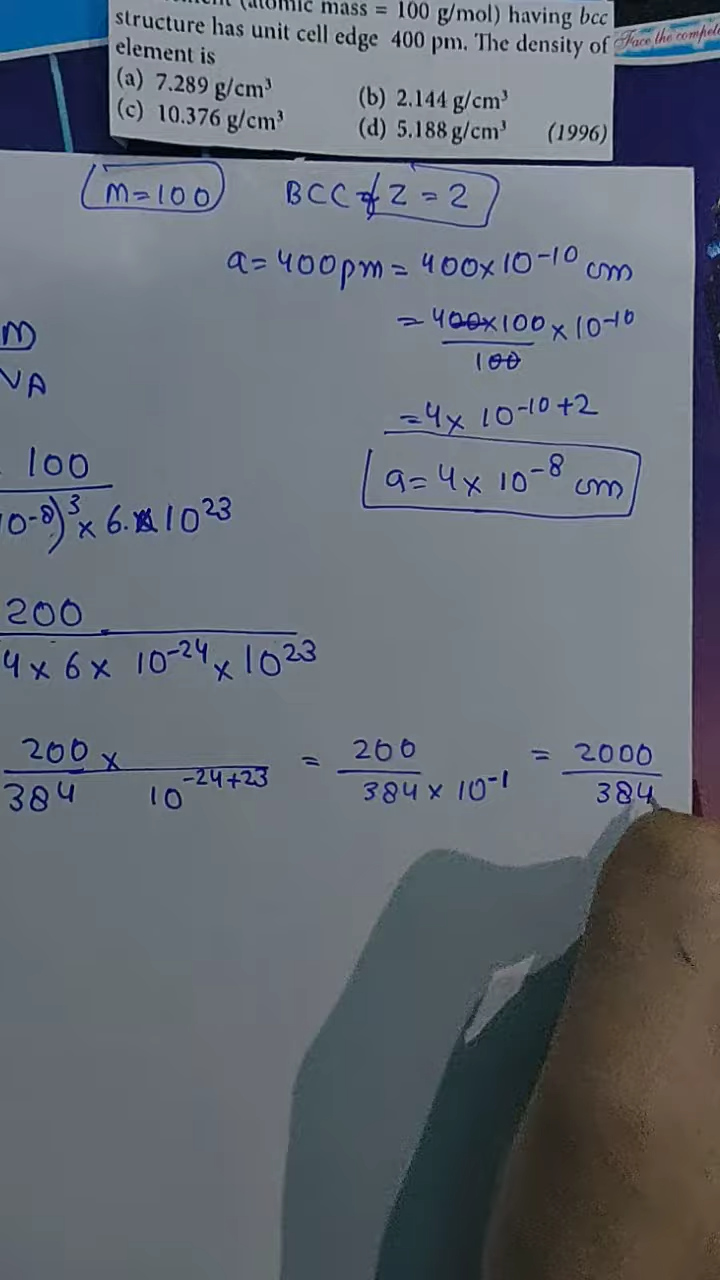 (atomic mass = 100 g/mol) having bcc
structure has unit cell edge 400 pm. The density of
element is
(a) 7.289 g/cm³
(b) 2.144 g/cm³
(c) 10.376 g/cm³
(d) 5.188 g/cm³ (1996)
Face the
M=100 BCC Z = 2
a = 400pm = 400×10⁻¹⁰ cm
= 400×100 × 10⁻¹⁰
100
= 4 × 10⁻¹⁰⁺²
a = 4 × 10⁻⁸ cm
M
NA
100
10⁻⁸)³ × 6. × 10²³
200
4 × 6 × 10⁻²⁴ × 10²³
200 × = 200 = 2000
384 10⁻²⁴⁺²³ 384 × 10⁻¹ 384